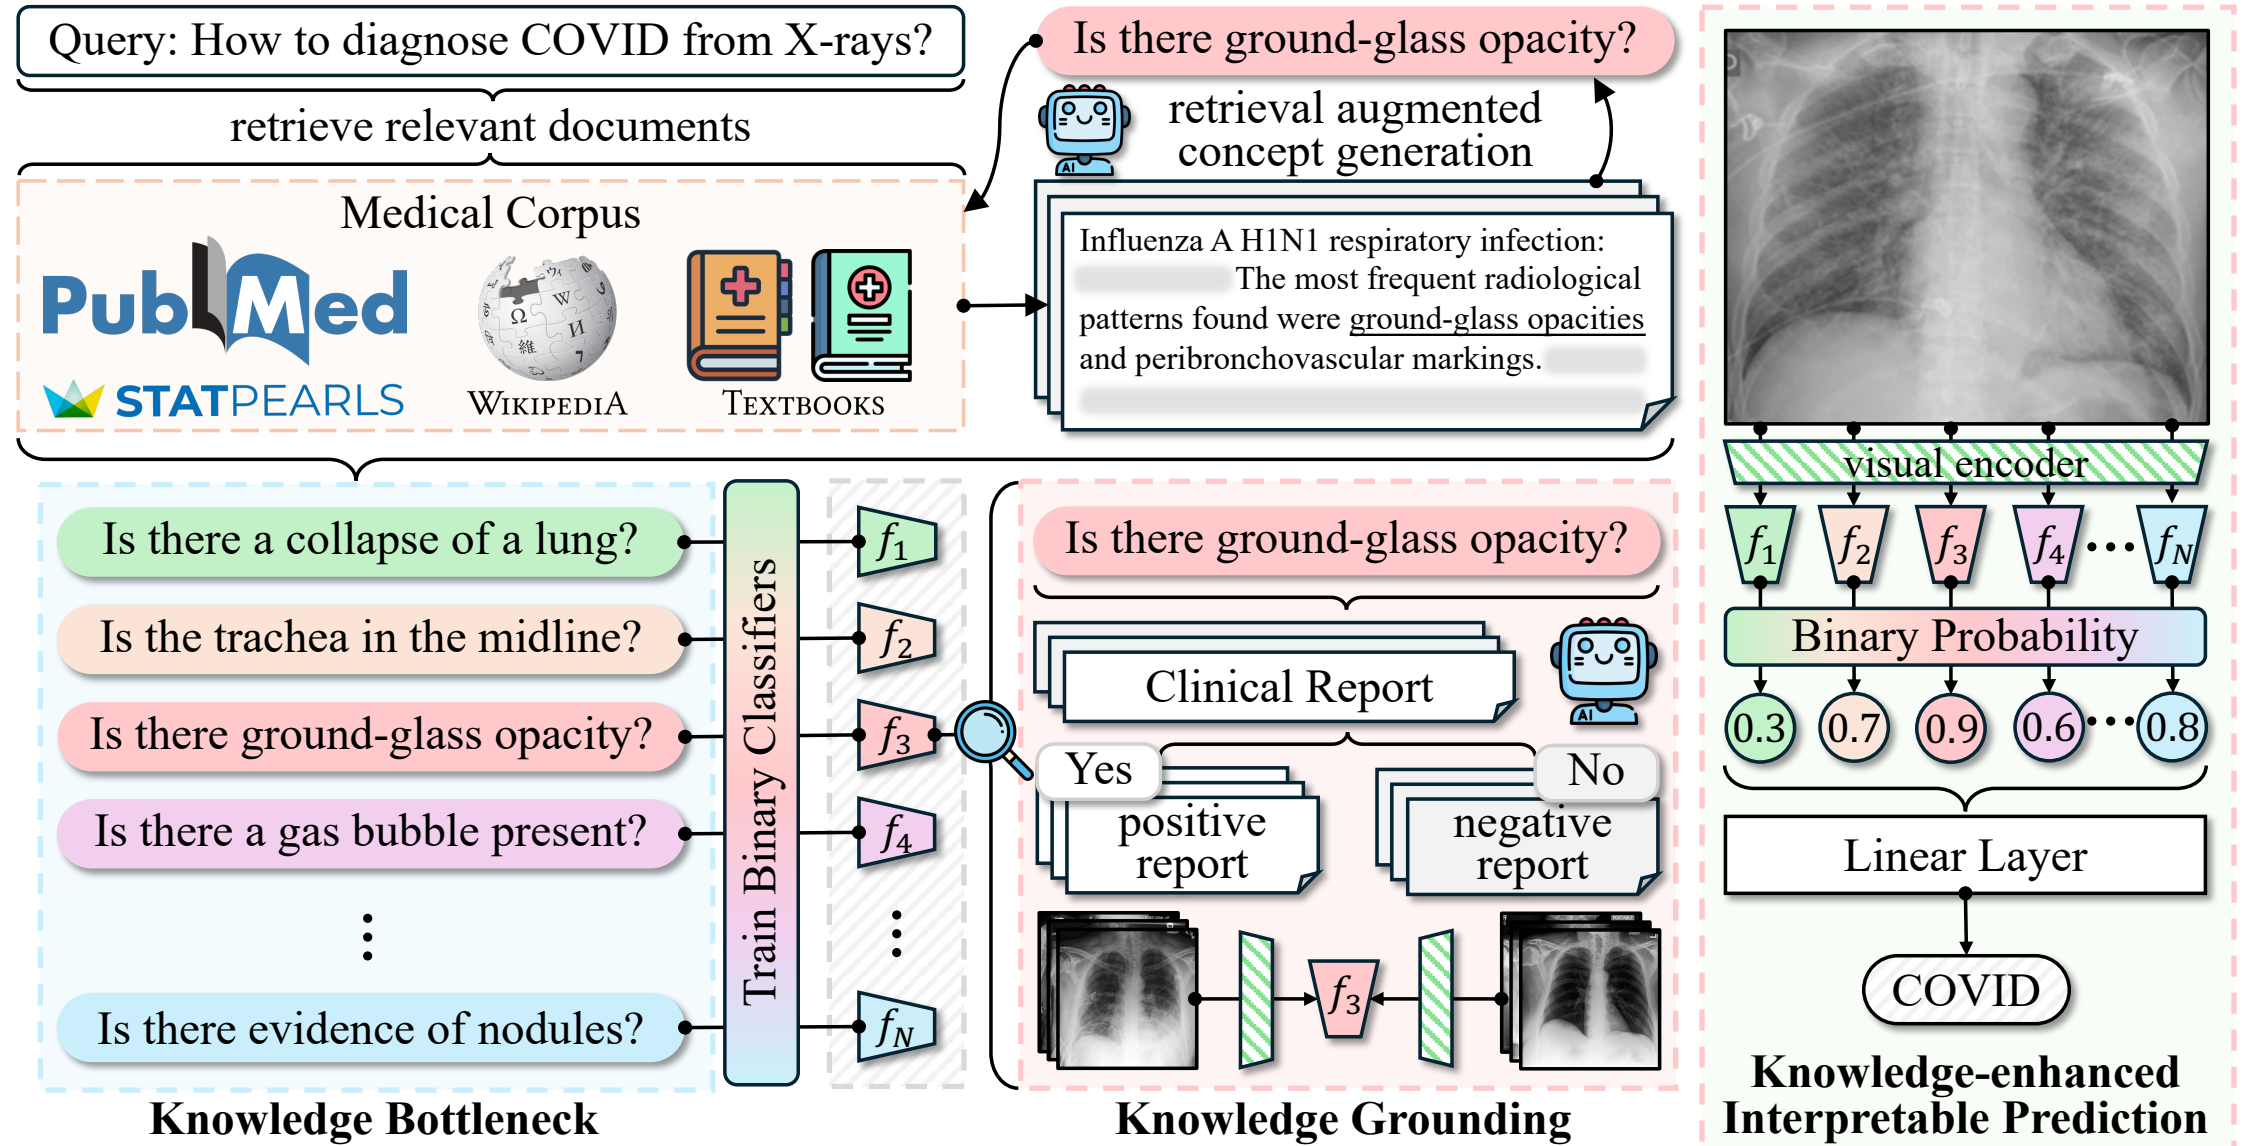 Query: How to diagnose COVID from X-rays?
retrieve relevant documents
Medical Corpus
PubMed
STATPEARLS
WIKIPEDIA
TEXTBOOKS
Is there ground-glass opacity?
AI
retrieval augmented
concept generation
Influenza A H1N1 respiratory infection:
The most frequent radiological
patterns found were ground-glass opacities
and peribronchovascular markings.
Is there a collapse of a lung?
Is the trachea in the midline?
Is there ground-glass opacity?
Is there a gas bubble present?
Is there evidence of nodules?
Train Binary Classifiers
f1
f2
f3
f4
fN
Knowledge Bottleneck
Is there ground-glass opacity?
Clinical Report
AI
Yes
No
positive
report
negative
report
f3
Knowledge Grounding
visual encoder
f1 f2 f3 f4 fN
Binary Probability
0.3 0.7 0.9 0.6 0.8
Linear Layer
COVID
Knowledge-enhanced
Interpretable Prediction